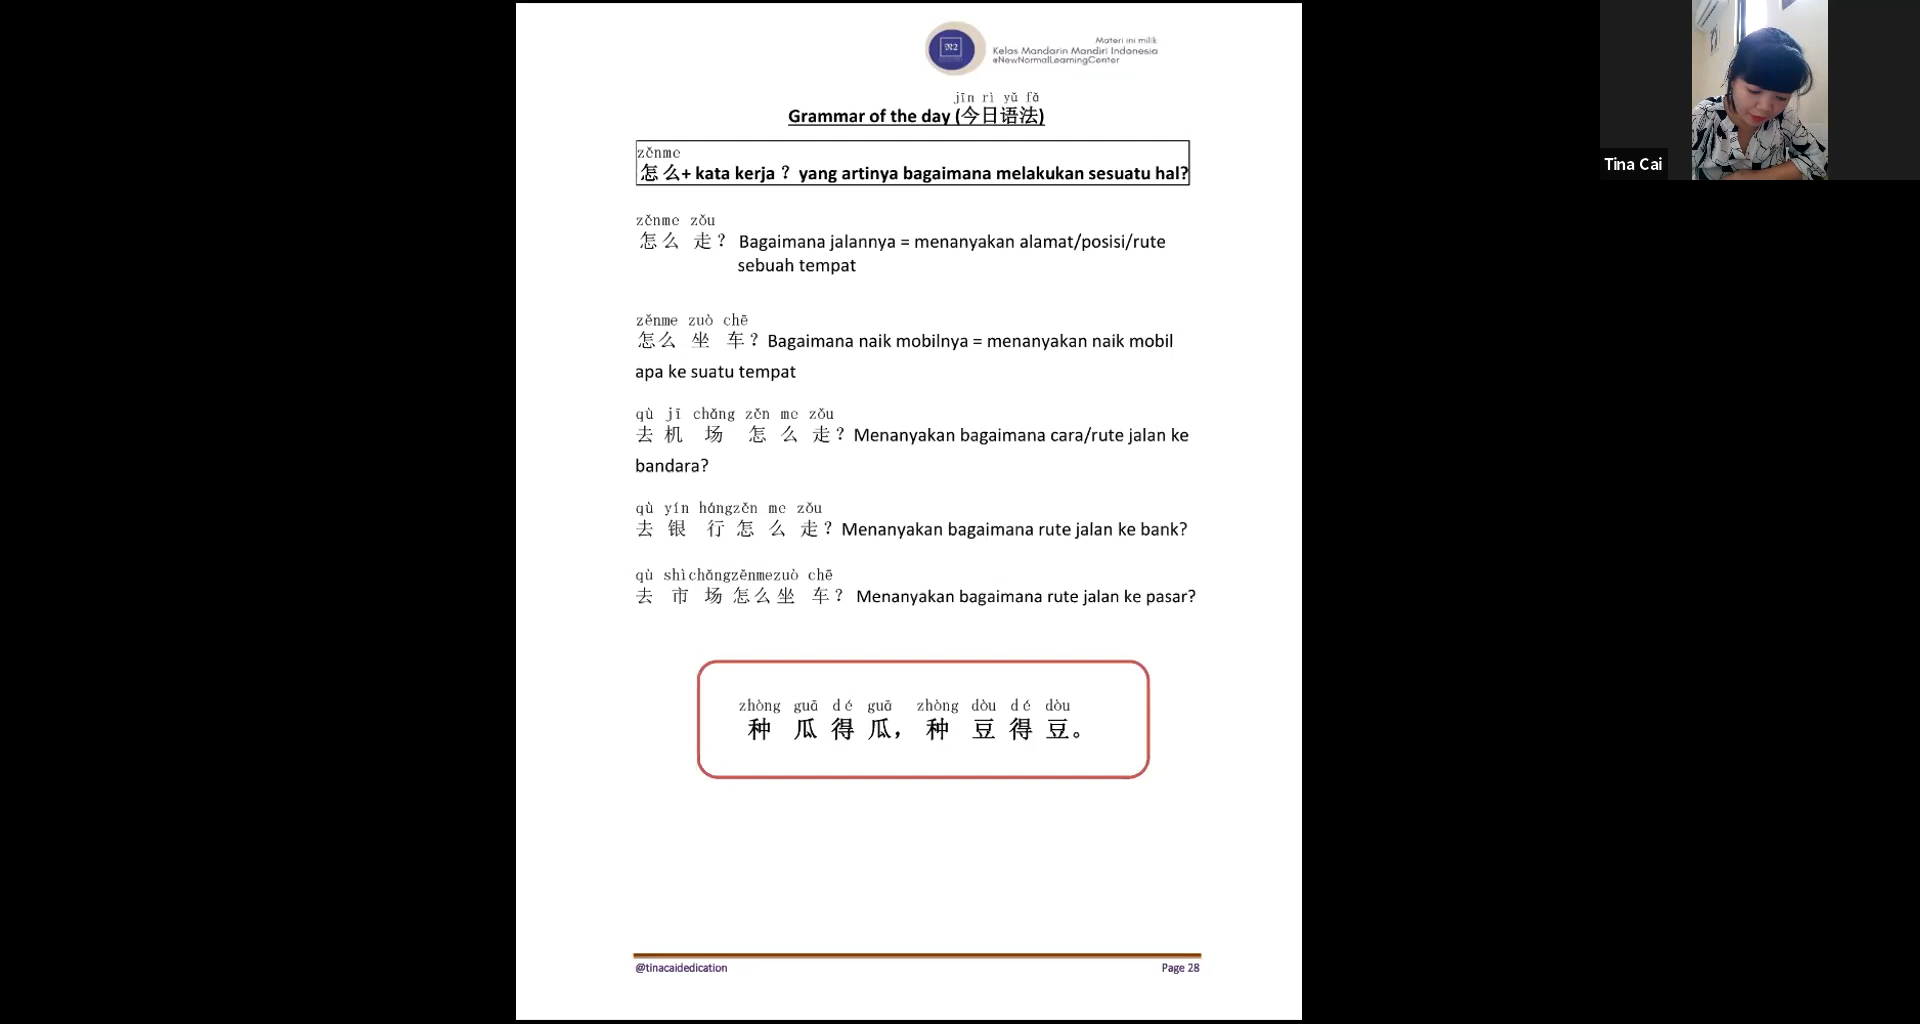 Materi ini milik
Kelas Mandarin Mandiri Indonesia
@NewNormalLearningCenter
jīn rì yǔ fǎ
Grammar of the day (今日语法)
zěnme
怎么+ kata kerja ? yang artinya bagaimana melakukan sesuatu hal?
zěnme zǒu
怎么 走? Bagaimana jalannya = menanyakan alamat/posisi/rute
sebuah tempat
zěnme zuò chē
怎么 坐 车? Bagaimana naik mobilnya = menanyakan naik mobil
apa ke suatu tempat
qù jī chǎng zěn me zǒu
去 机 场 怎 么 走? Menanyakan bagaimana cara/rute jalan ke
bandara?
qù yín hángzěn me zǒu
去 银 行 怎 么 走? Menanyakan bagaimana rute jalan ke bank?
qù shìchǎngzěnmezuò chē
去 市 场 怎么 坐 车? Menanyakan bagaimana rute jalan ke pasar?
zhòng guā dé guā zhòng dòu dé dòu
种 瓜 得 瓜, 种 豆 得 豆。
@tinacaidedication
Page 28
Tina Cai